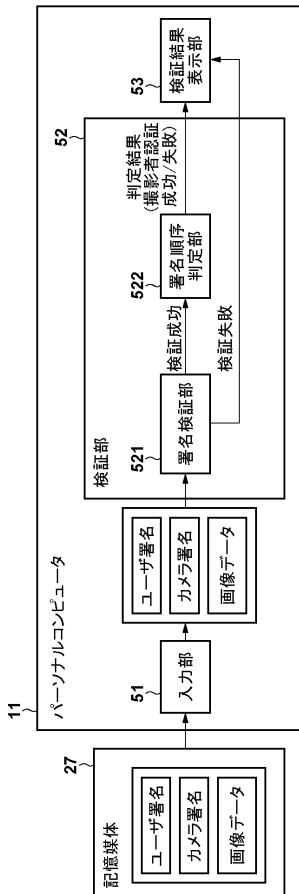 11
パーソナルコンピュータ
27
記憶媒体
ユーザ署名
カメラ署名
画像データ
51
入力部
ユーザ署名
カメラ署名
画像データ
52
検証部
521
署名検証部
検証成功
検証失敗
522
署名順序
判定部
判定結果
(撮影者認証
成功/失敗)
53
検証結果
表示部